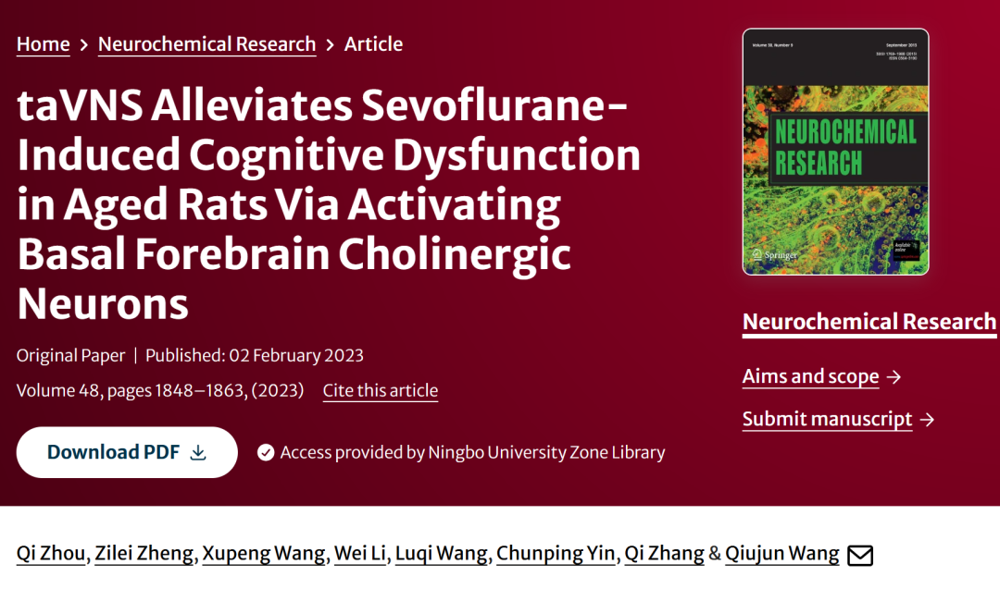 Home > Neurochemical Research > Article
taVNS Alleviates Sevoflurane-
Induced Cognitive Dysfunction
in Aged Rats Via Activating
Basal Forebrain Cholinergic
Neurons
Original Paper | Published: 02 February 2023
Volume 48, pages 1848–1863, (2023) Cite this article
Download PDF
Access provided by Ningbo University Zone Library
Qi Zhou, Zilei Zheng, Xupeng Wang, Wei Li, Luqi Wang, Chunping Yin, Qi Zhang & Qiujun Wang
Volume 38, Number 9
September 2013
NEUROCHEMICAL
RESEARCH
Springer
Available
online
Neurochemical Research
Aims and scope →
Submit manuscript →